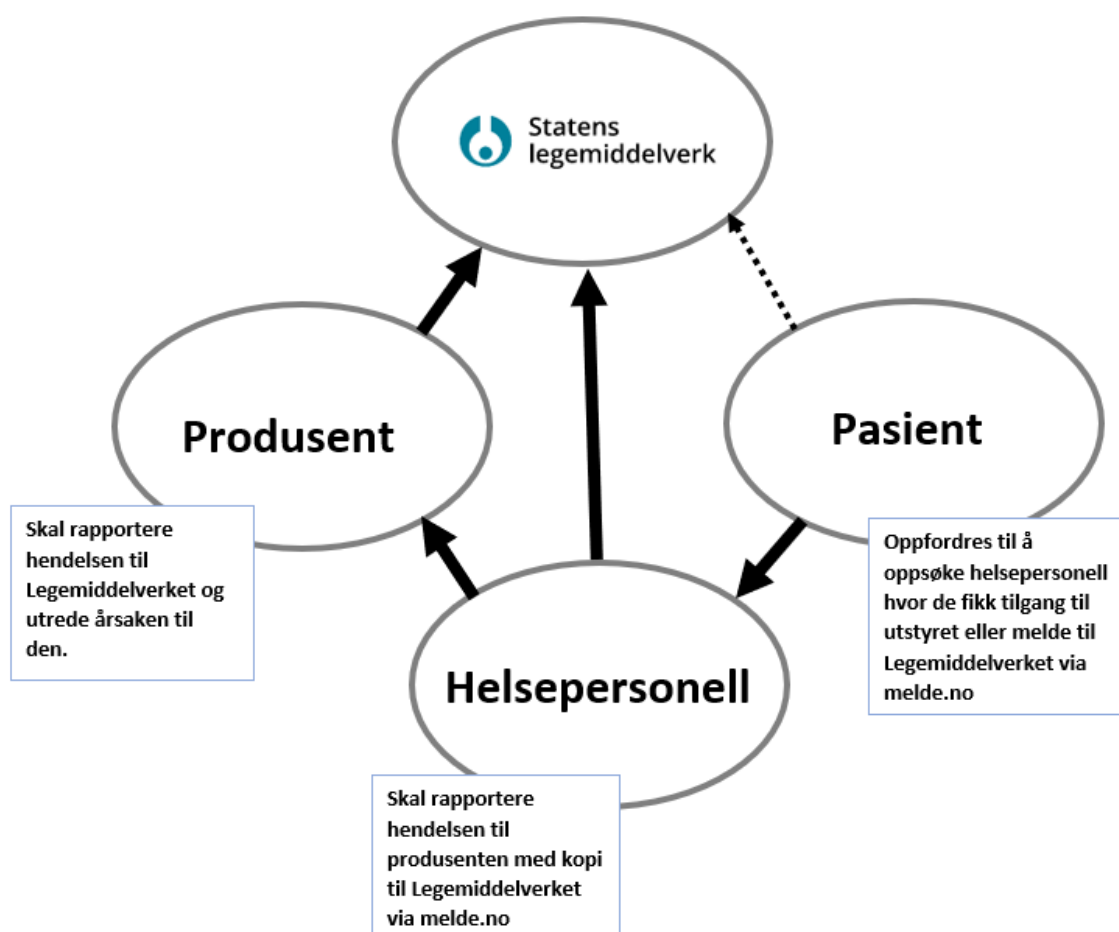 Statens
legemiddelverk
Produsent
Pasient
Skal rapportere
hendelsen til
Legemiddelverket og
utrede årsaken til
den.
Oppfordres til å
oppsøke helsepersonell
hvor de fikk tilgang til
utstyret eller melde til
Legemiddelverket via
melde.no
Helsepersonell
Skal rapportere
hendelsen til
produsenten med kopi
til Legemiddelverket
via melde.no